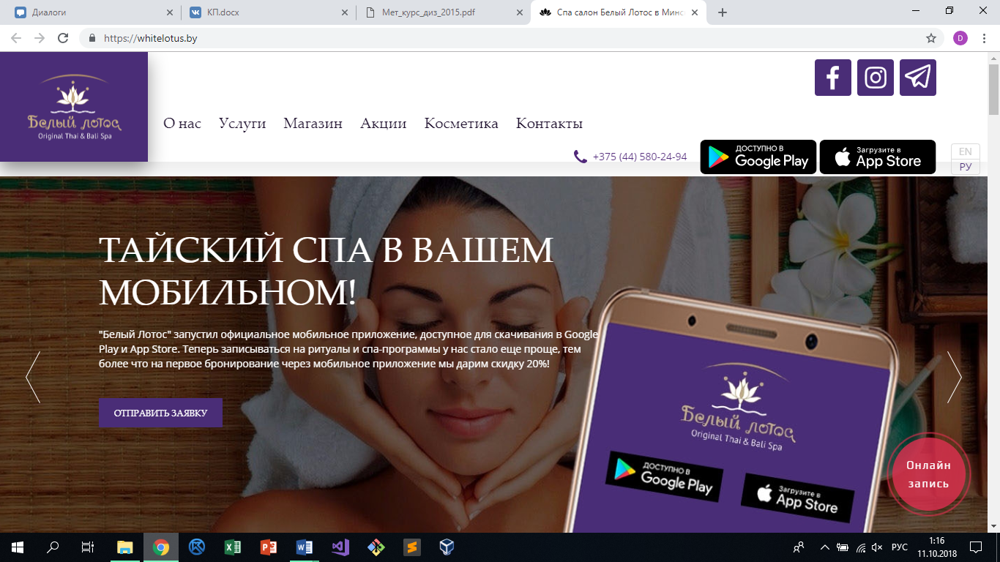 Диалоги
КП.docx
Мет_курс_диз_2015.pdf
Спа салон Белый Лотос в Минс
https://whitelotus.by
D
Белый лотос
Original Thai & Bali Spa
О нас Услуги Магазин Акции Косметика Контакты
+375 (44) 580-24-94
ДОСТУПНО В
Google Play
Загрузите в
App Store
EN
РУ
ТАЙСКИЙ СПА В ВАШЕМ
МОБИЛЬНОМ!
"Белый Лотос" запустил официальное мобильное приложение, доступное для скачивания в Google
Play и App Store. Теперь записываться на ритуалы и спа-программы у нас стало еще проще, тем
более что на первое бронирование через мобильное приложение мы дарим скидку 20%!
ОТПРАВИТЬ ЗАЯВКУ
Белый лотос
Original Thai & Bali Spa
ДОСТУПНО В
Google Play
Загрузите в
App Store
Онлайн
запись
РУС
1:16
11.10.2018